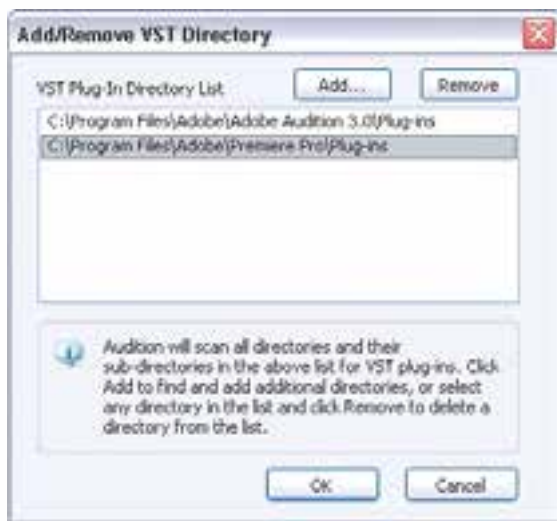 Add/Remove VST Directory
VST Plug-In Directory List
Add...
Remove
C:\Program Files\Adobe\Adobe Audition 3.0\Plug-ins
C:\Program Files\Adobe\Premiere Pro\Plug-ins
Audition will scan all directories and their
sub-directories in the above list for VST plug-ins. Click
Add to find and add additional directories, or select
any directory in the list and click Remove to delete a
directory from the list.
OK
Cancel